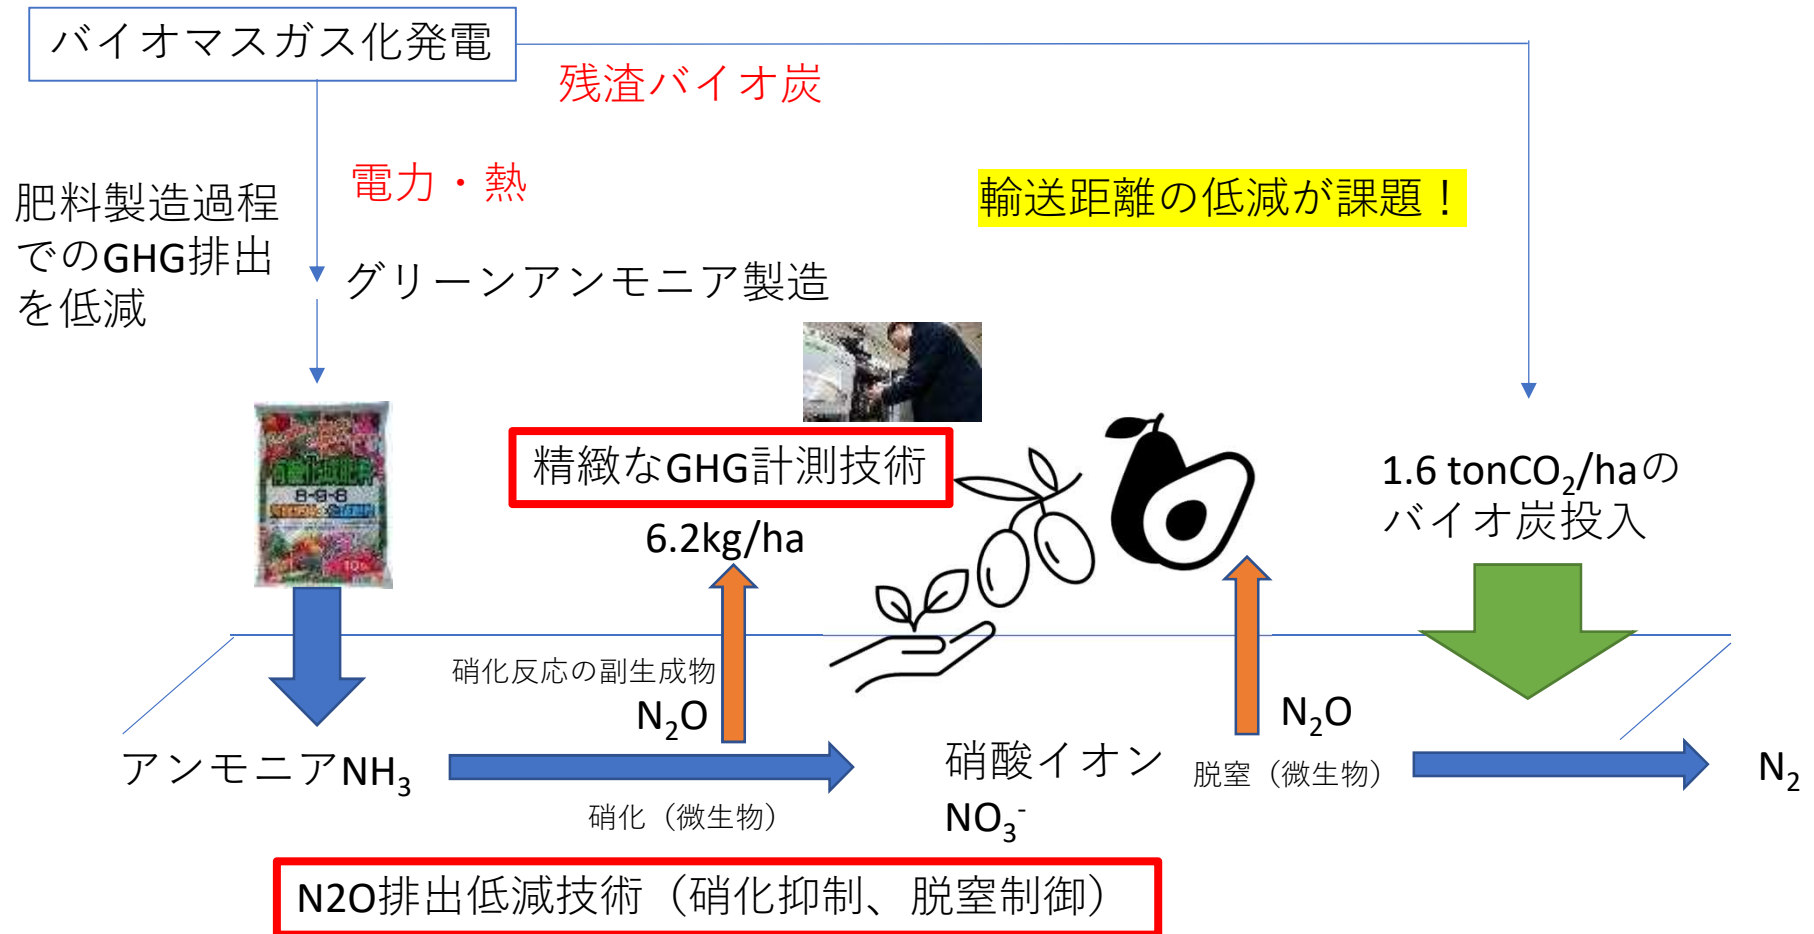 バイオマスガス化発電
残渣バイオ炭
電力・熱
輸送距離の低減が課題！
肥料製造過程
でのGHG排出
を低減
グリーンアンモニア製造
8-9-8
精緻なGHG計測技術
6.2kg/ha
1.6 tonCO₂/haの
バイオ炭投入
硝化反応の副生成物
N₂O
N₂O
アンモニアNH₃
硝化（微生物）
硝酸イオン
NO₃⁻
脱窒（微生物）
N₂
N2O排出低減技術（硝化抑制、脱窒制御）